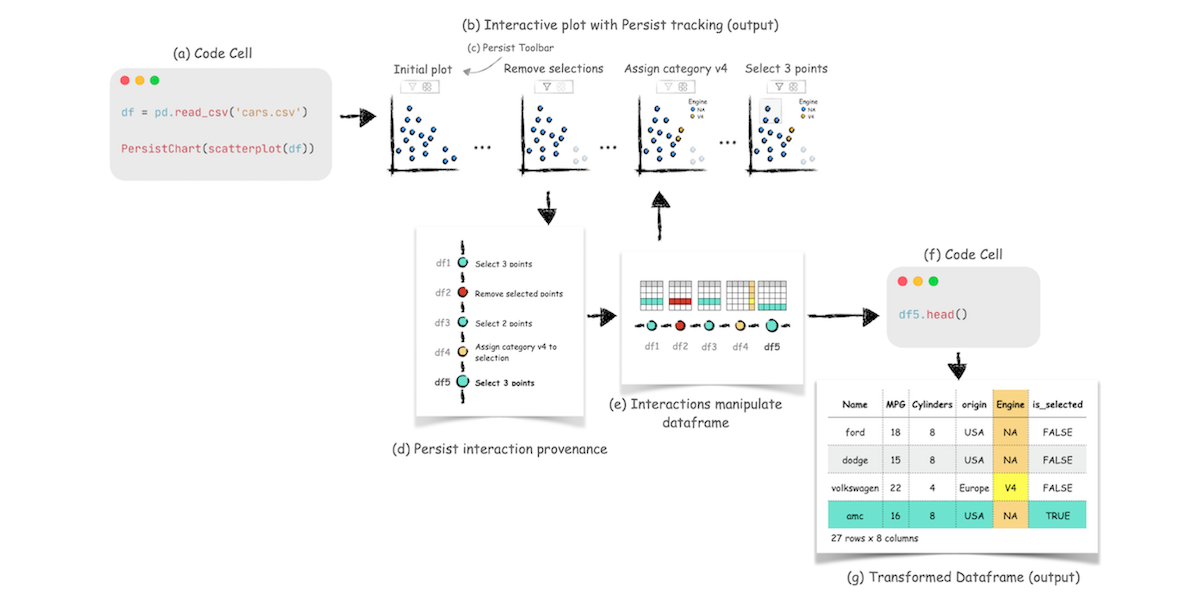 (b) Interactive plot with Persist tracking (output)
(a) Code Cell
(c) Persist Toolbar
Initial plot
Remove selections
Assign category v4
Select 3 points
df = pd.read_csv('cars.csv')
PersistChart(scatterplot(df))
Engine
NA
V4
Engine
NA
V4
...
...
...
df1 Select 3 points
df2 Remove selected points
df3 Select 2 points
df4 Assign category v4 to
selection
df5 Select 3 points
(d) Persist interaction provenance
df1 df2 df3 df4 df5
(e) Interactions manipulate
dataframe
(f) Code Cell
df5.head()
Name MPG Cylinders origin Engine is_selected
ford 18 8 USA NA FALSE
dodge 15 8 USA NA FALSE
volkswagen 22 4 Europe V4 FALSE
amc 16 8 USA NA TRUE
27 rows x 8 columns
(g) Transformed Dataframe (output)